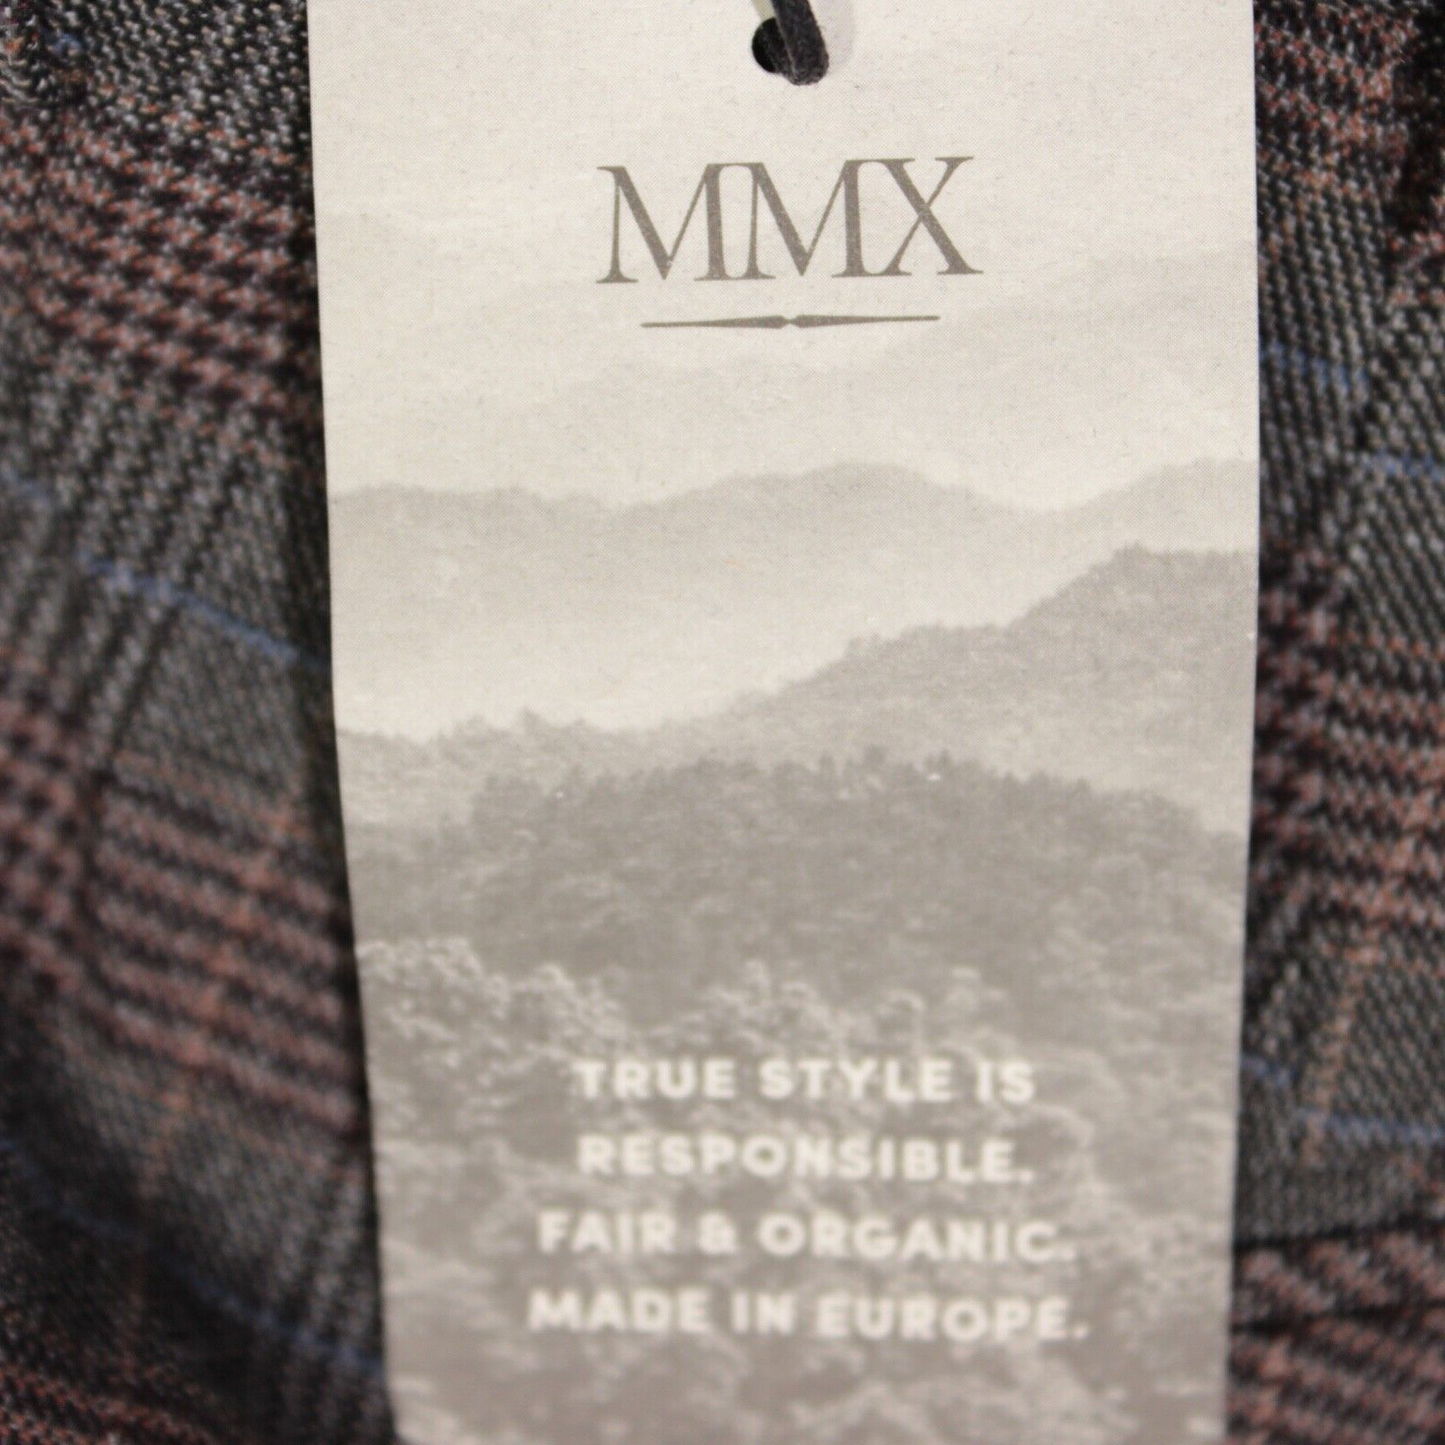 MMX
TRUE STYLE IS
RESPONSIBLE.
FAIR & ORGANIC.
MADE IN EUROPE.